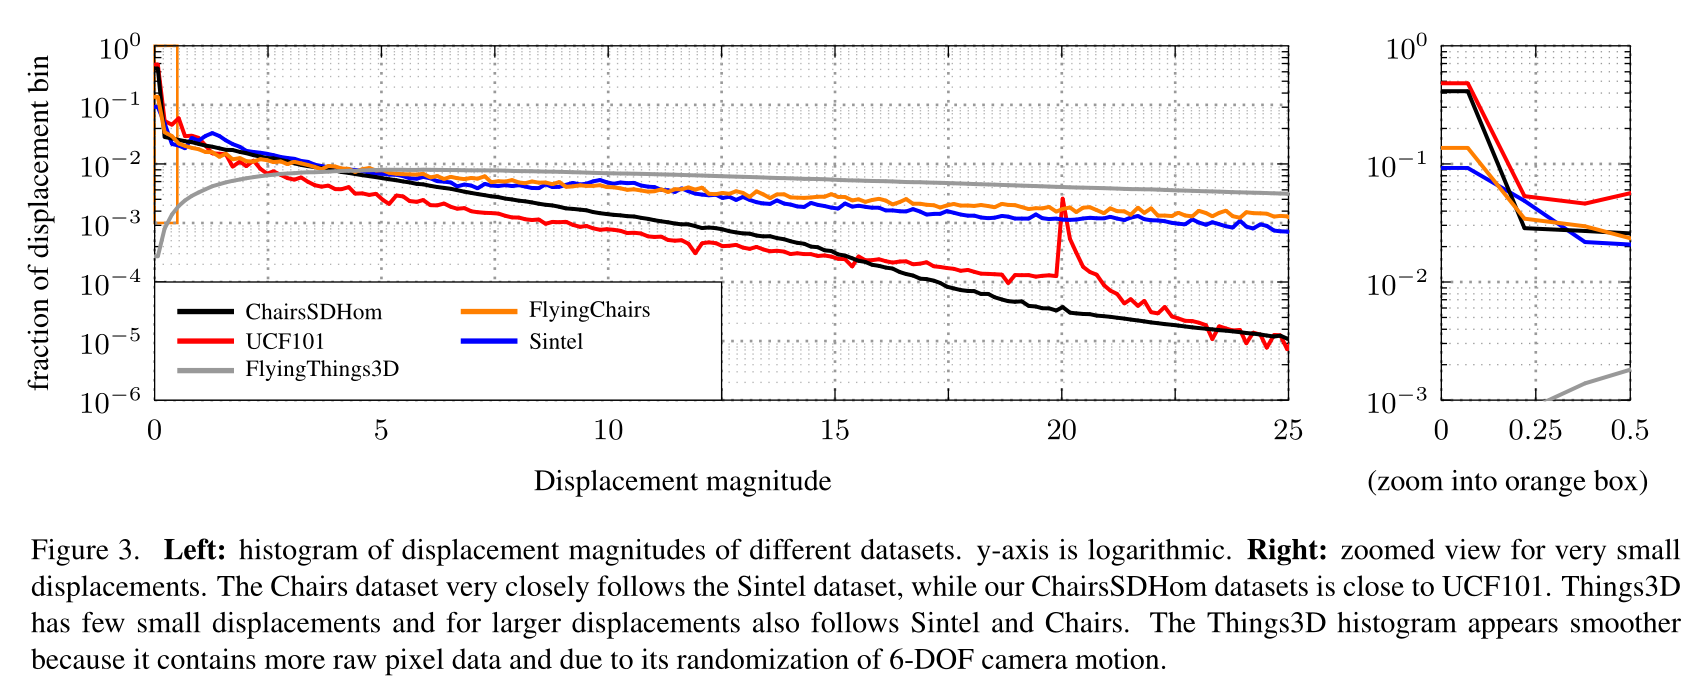 fraction of displacement bin
10^0
10^−1
10^−2
10^−3
10^−4
10^−5
10^−6
ChairsSDHom
UCF101
FlyingThings3D
FlyingChairs
Sintel
0 5 10 15 20 25
Displacement magnitude
10^0
10^−1
10^−2
10^−3
0 0.25 0.5
(zoom into orange box)
Figure 3. Left: histogram of displacement magnitudes of different datasets. y-axis is logarithmic. Right: zoomed view for very small
displacements. The Chairs dataset very closely follows the Sintel dataset, while our ChairsSDHom datasets is close to UCF101. Things3D
has few small displacements and for larger displacements also follows Sintel and Chairs. The Things3D histogram appears smoother
because it contains more raw pixel data and due to its randomization of 6-DOF camera motion.